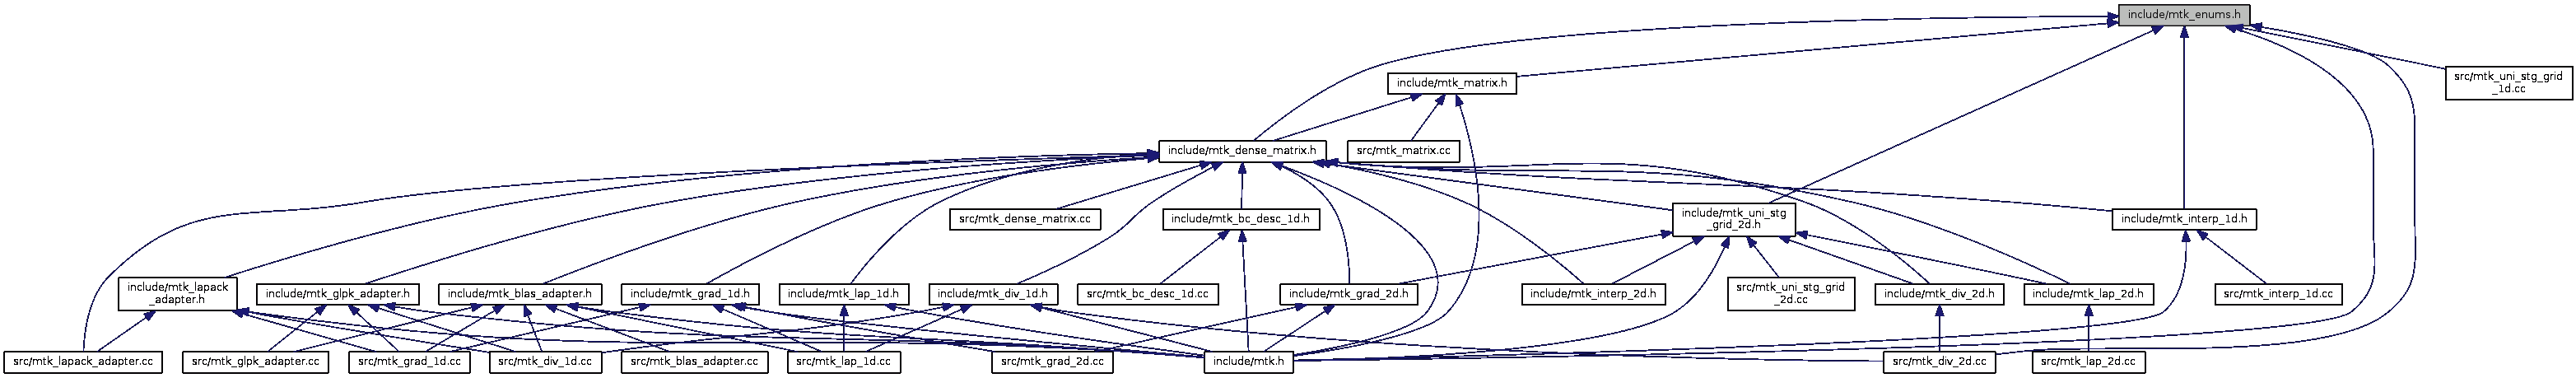 include/mtk_enums.h
include/mtk_matrix.h
src/mtk_uni_stg_grid
_1d.cc
include/mtk_dense_matrix.h
src/mtk_matrix.cc
src/mtk_dense_matrix.cc
include/mtk_bc_desc_1d.h
include/mtk_uni_stg
_grid_2d.h
include/mtk_interp_1d.h
include/mtk_lapack
_adapter.h
include/mtk_glpk_adapter.h
include/mtk_blas_adapter.h
include/mtk_grad_1d.h
include/mtk_lap_1d.h
include/mtk_div_1d.h
src/mtk_bc_desc_1d.cc
include/mtk_grad_2d.h
include/mtk_interp_2d.h
src/mtk_uni_stg_grid
_2d.cc
include/mtk_div_2d.h
include/mtk_lap_2d.h
src/mtk_interp_1d.cc
src/mtk_lapack_adapter.cc
src/mtk_glpk_adapter.cc
src/mtk_grad_1d.cc
src/mtk_div_1d.cc
src/mtk_blas_adapter.cc
src/mtk_lap_1d.cc
src/mtk_grad_2d.cc
include/mtk.h
src/mtk_div_2d.cc
src/mtk_lap_2d.cc